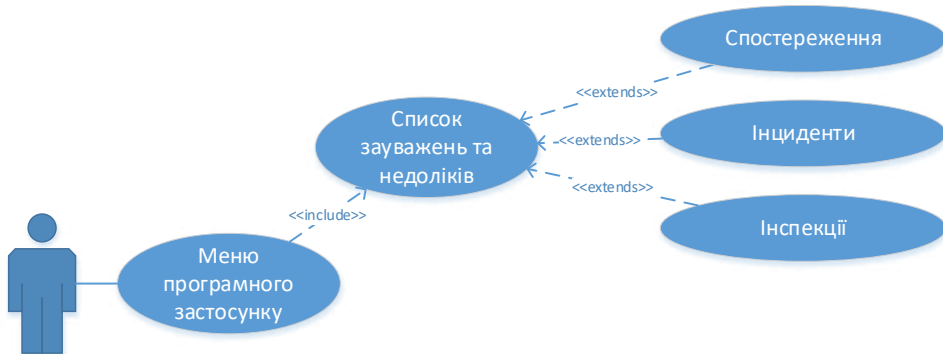 Спостереження
<<extends>>
Список
зауважень та
недоліків
<<extends>>
Інциденти
<<extends>>
Інспекції
<<include>>
Меню
програмного
застосунку